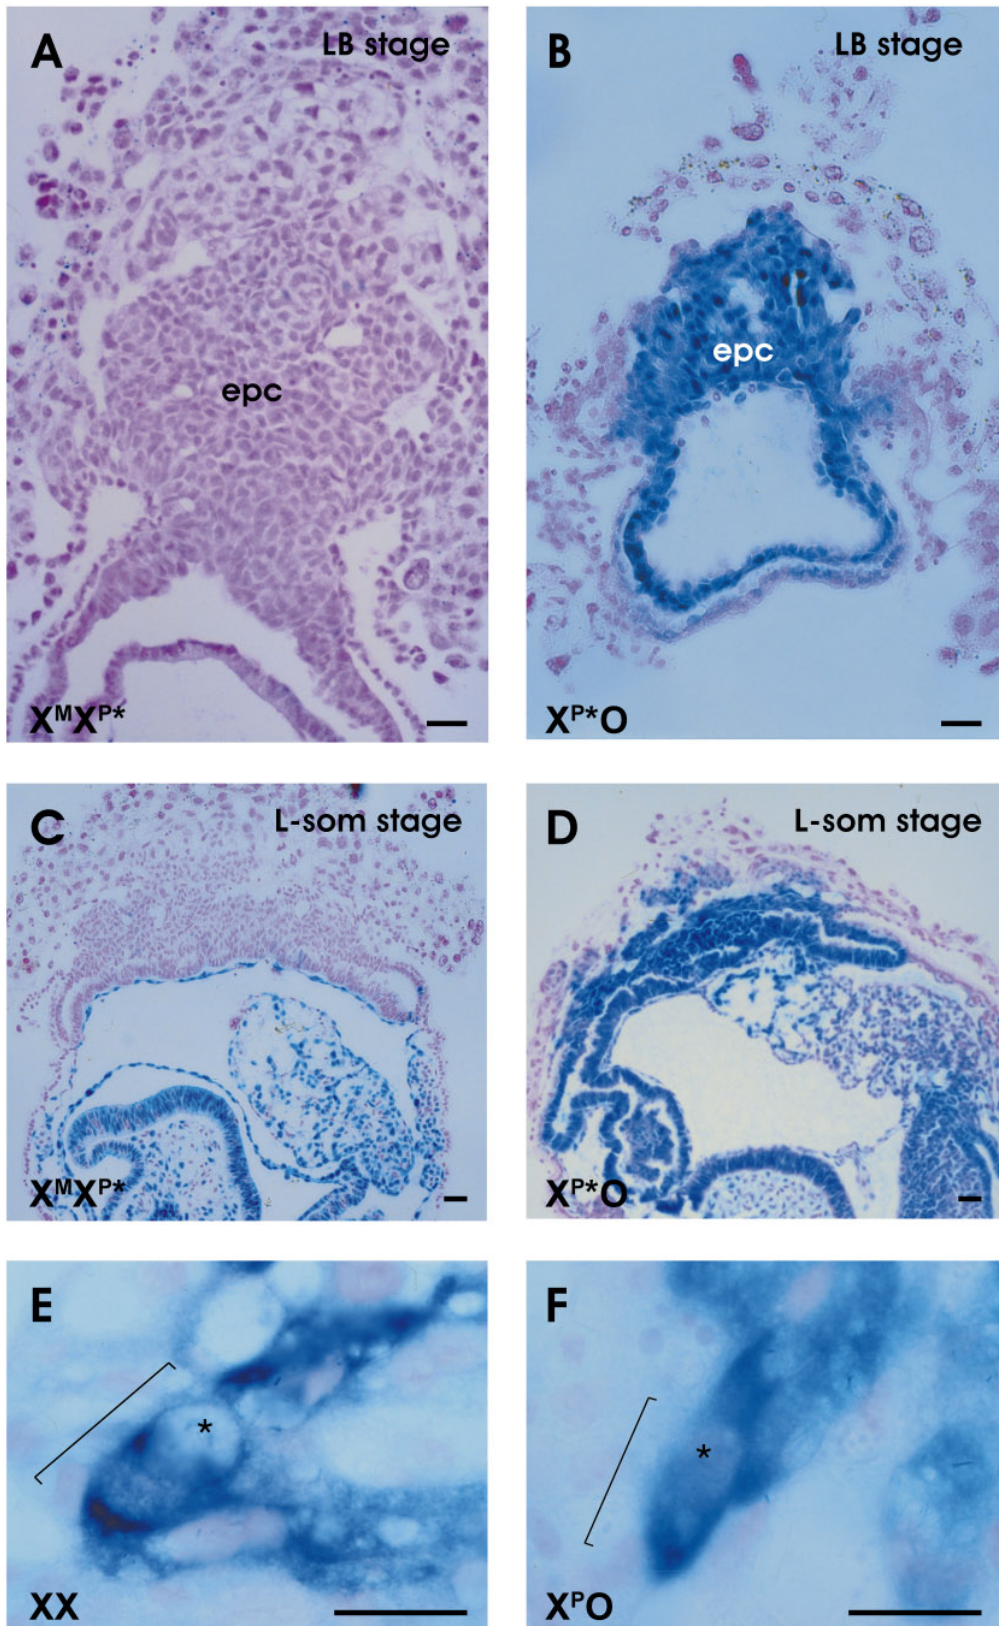 A LB stage
epc
XᴹXᴾ*
B LB stage
epc
Xᴾ*O
C L-som stage
XᴹXᴾ*
D L-som stage
Xᴾ*O
E
*
XX
F
*
XᴾO